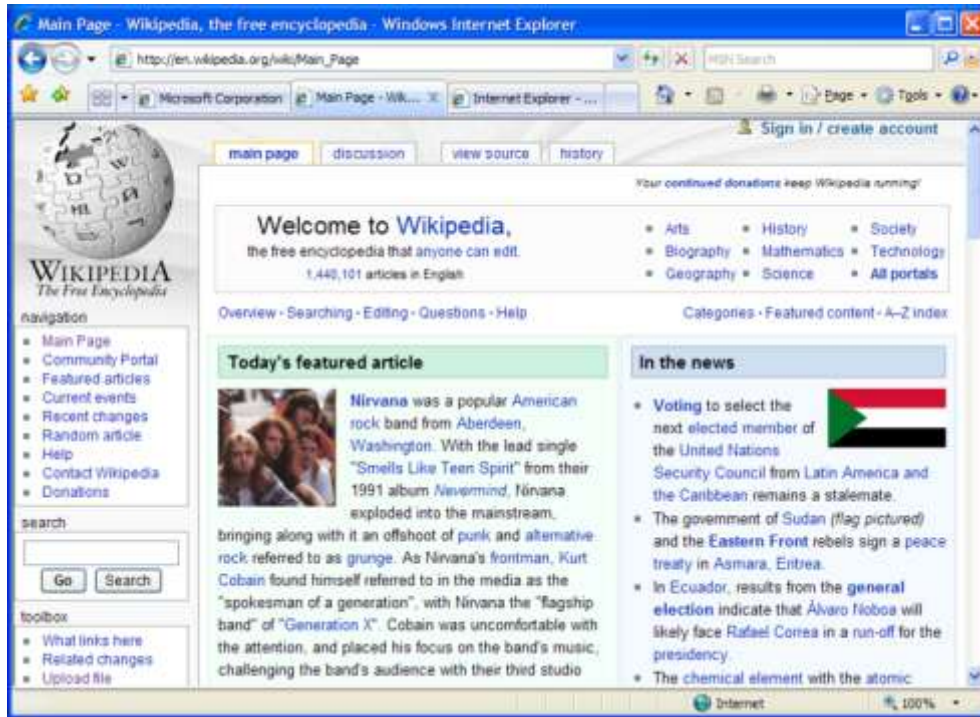 Main Page - Wikipedia, the free encyclopedia - Windows Internet Explorer
http://en.wikipedia.org/wiki/Main_Page
MSN Search
Microsoft Corporation
Main Page - Wik...
Internet Explorer - ...
Page
Tools
Sign in / create account
main page
discussion
view source
history
Your continued donations keep Wikipedia running!
WIKIPEDIA
The Free Encyclopedia
Welcome to Wikipedia,
the free encyclopedia that anyone can edit.
1,440,101 articles in English
Arts History Society
Biography Mathematics Technology
Geography Science All portals
Overview · Searching · Editing · Questions · Help
Categories · Featured content · A–Z index
navigation
Main Page
Community Portal
Featured articles
Current events
Recent changes
Random article
Help
Contact Wikipedia
Donations
search
Go Search
toolbox
What links here
Related changes
Upload file
Today's featured article
Nirvana was a popular American
rock band from Aberdeen,
Washington. With the lead single
"Smells Like Teen Spirit" from their
1991 album Nevermind, Nirvana
exploded into the mainstream,
bringing along with it an offshoot of punk and alternative
rock referred to as grunge. As Nirvana's frontman, Kurt
Cobain found himself referred to in the media as the
"spokesman of a generation", with Nirvana the "flagship
band" of "Generation X". Cobain was uncomfortable with
the attention, and placed his focus on the band's music,
challenging the band's audience with their third studio
In the news
Voting to select the
next elected member of
the United Nations
Security Council from Latin America and
the Caribbean remains a stalemate.
The government of Sudan (flag pictured)
and the Eastern Front rebels sign a peace
treaty in Asmara, Eritrea.
In Ecuador, results from the general
election indicate that Álvaro Noboa will
likely face Rafael Correa in a run-off for the
presidency.
The chemical element with the atomic
Internet
100%